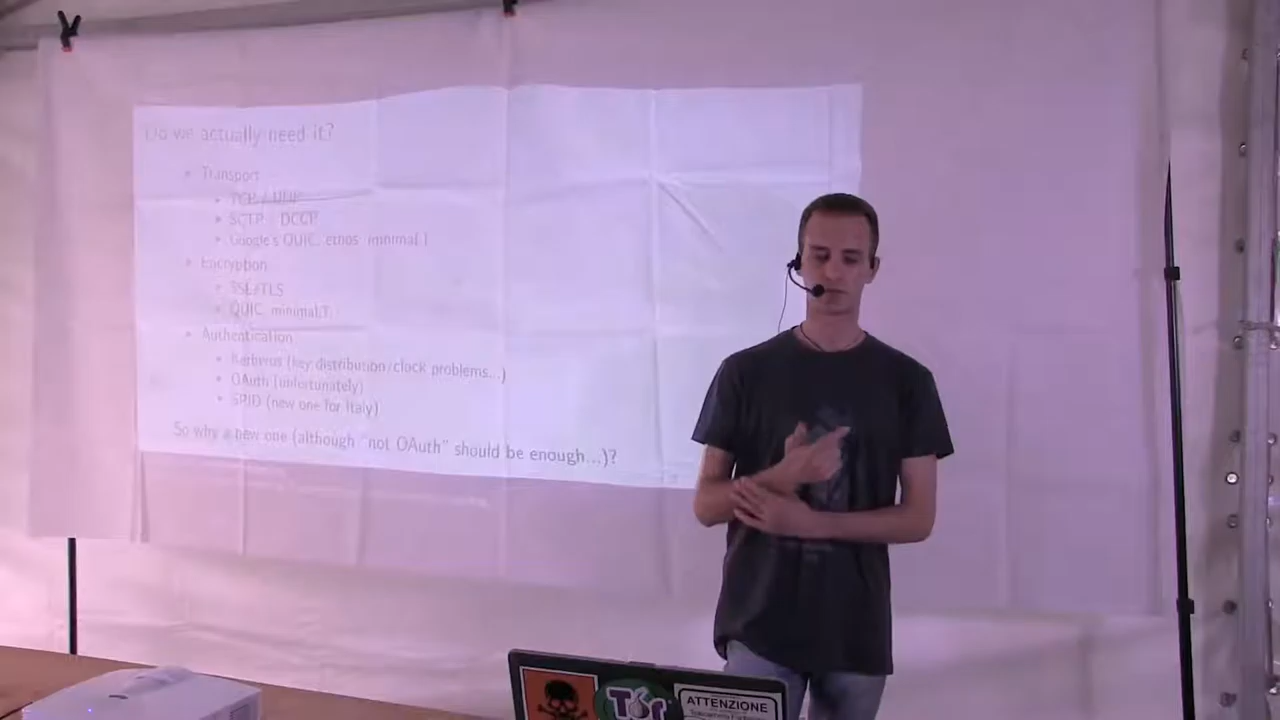 Do we actually need it?
Transport
TCP / UDP
SCTP DCCP
Google's QUIC, ethos minimalT
Encryption
SSL/TLS
QUIC, minimalT
Authentication
Kerberos (key distribution/clock problems...)
OAuth (unfortunately)
SPID (new one for Italy)
So why a new one (although "not OAuth" should be enough...)?
Tor
ATTENZIONE